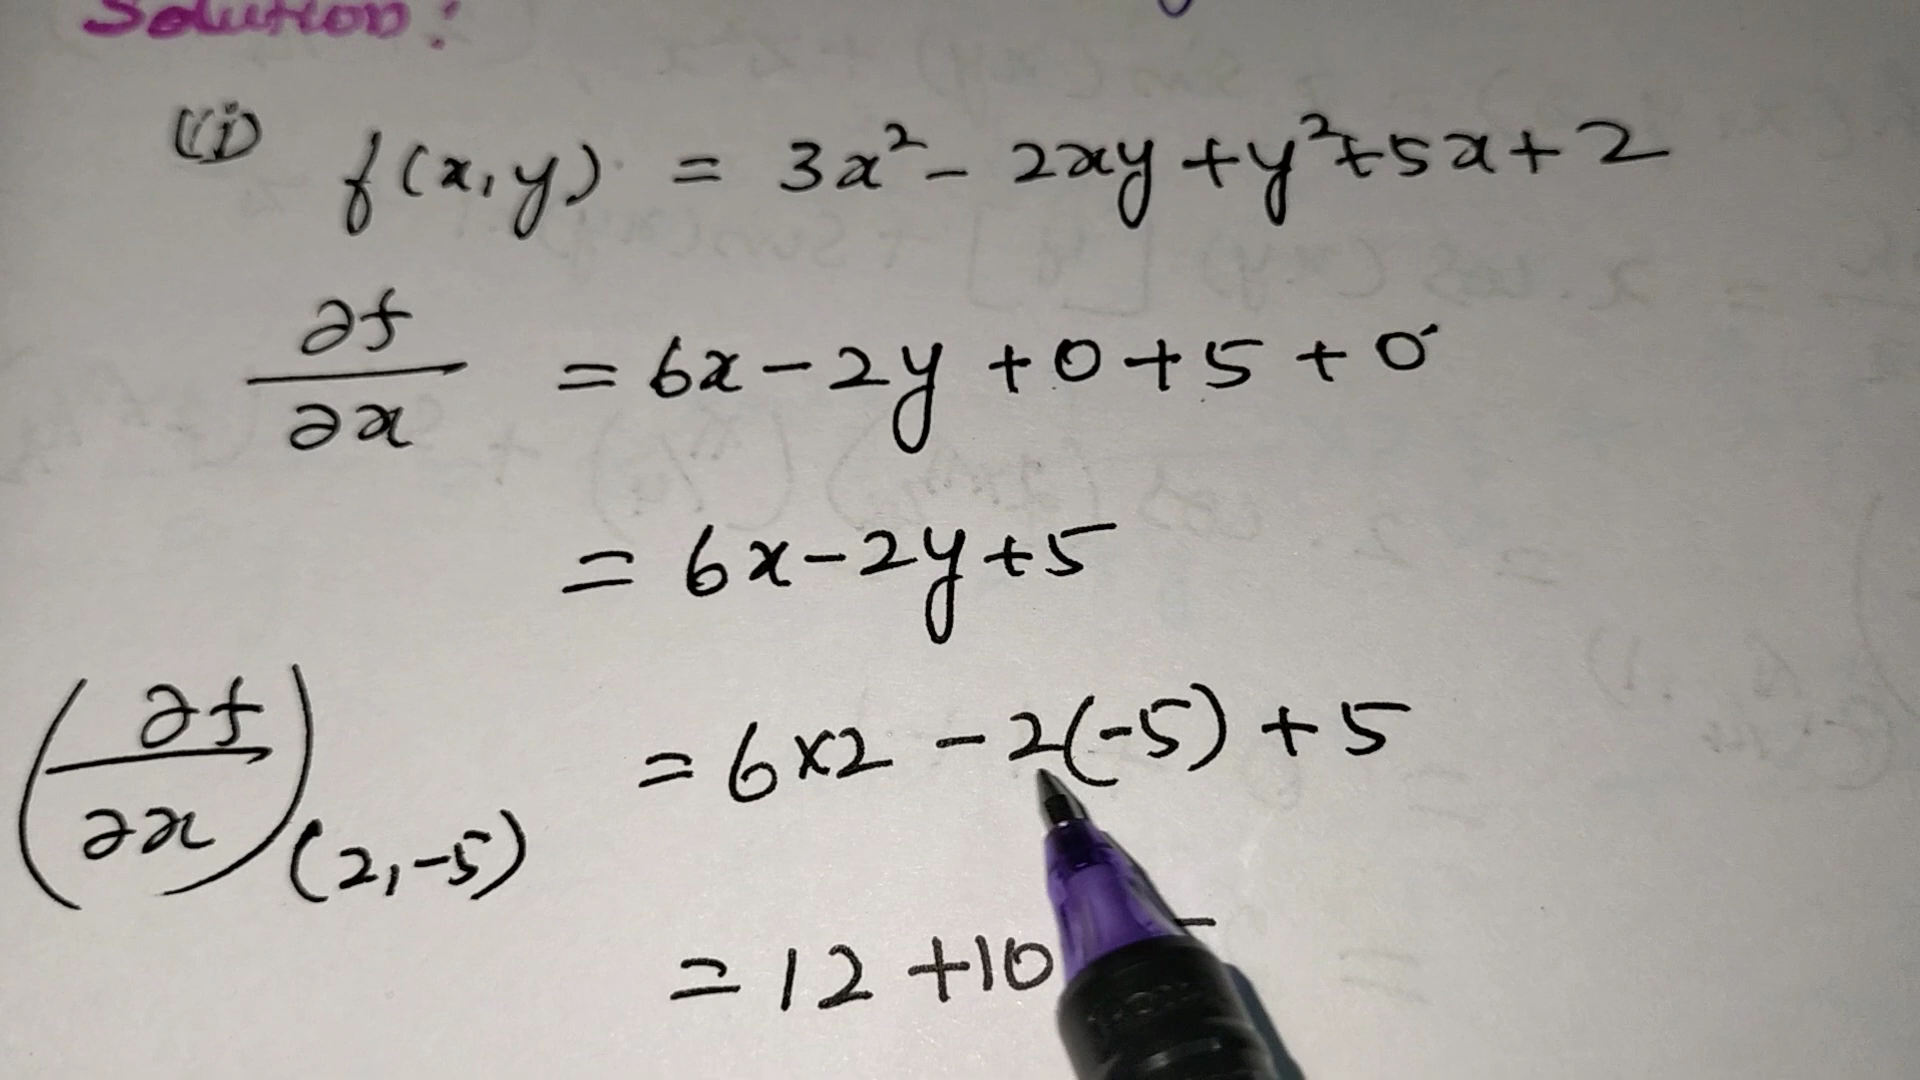 Solution:
(i) f(x,y) = 3x² - 2xy + y² + 5x + 2
∂f/∂x = 6x - 2y + 0 + 5 + 0
= 6x - 2y + 5
(∂f/∂x)(2,-5) = 6×2 - 2(-5) + 5
= 12 + 10